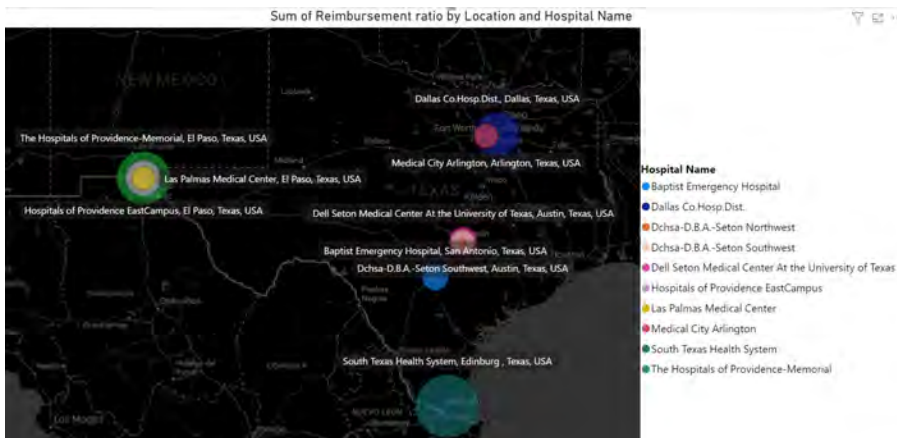 Sum of Reimbursement ratio by Location and Hospital Name
NEW MEXICO
Dallas Co.Hosp.Dist., Dallas, Texas, USA
Fort Worth
The Hospitals of Providence-Memorial, El Paso, Texas, USA
Medical City Arlington, Arlington, Texas, USA
Las Palmas Medical Center, El Paso, Texas, USA
TEXAS
Hospitals of Providence EastCampus, El Paso, Texas, USA
Dell Seton Medical Center At the University of Texas, Austin, Texas, USA
Baptist Emergency Hospital, San Antonio, Texas, USA
Dchsa-D.B.A.-Seton Southwest, Austin, Texas, USA
South Texas Health System, Edinburg , Texas, USA
NUEVO LEON
Los Mochis
Hospital Name
Baptist Emergency Hospital
Dallas Co.Hosp.Dist.
Dchsa-D.B.A.-Seton Northwest
Dchsa-D.B.A.-Seton Southwest
Dell Seton Medical Center At the University of Texas
Hospitals of Providence EastCampus
Las Palmas Medical Center
Medical City Arlington
South Texas Health System
The Hospitals of Providence-Memorial